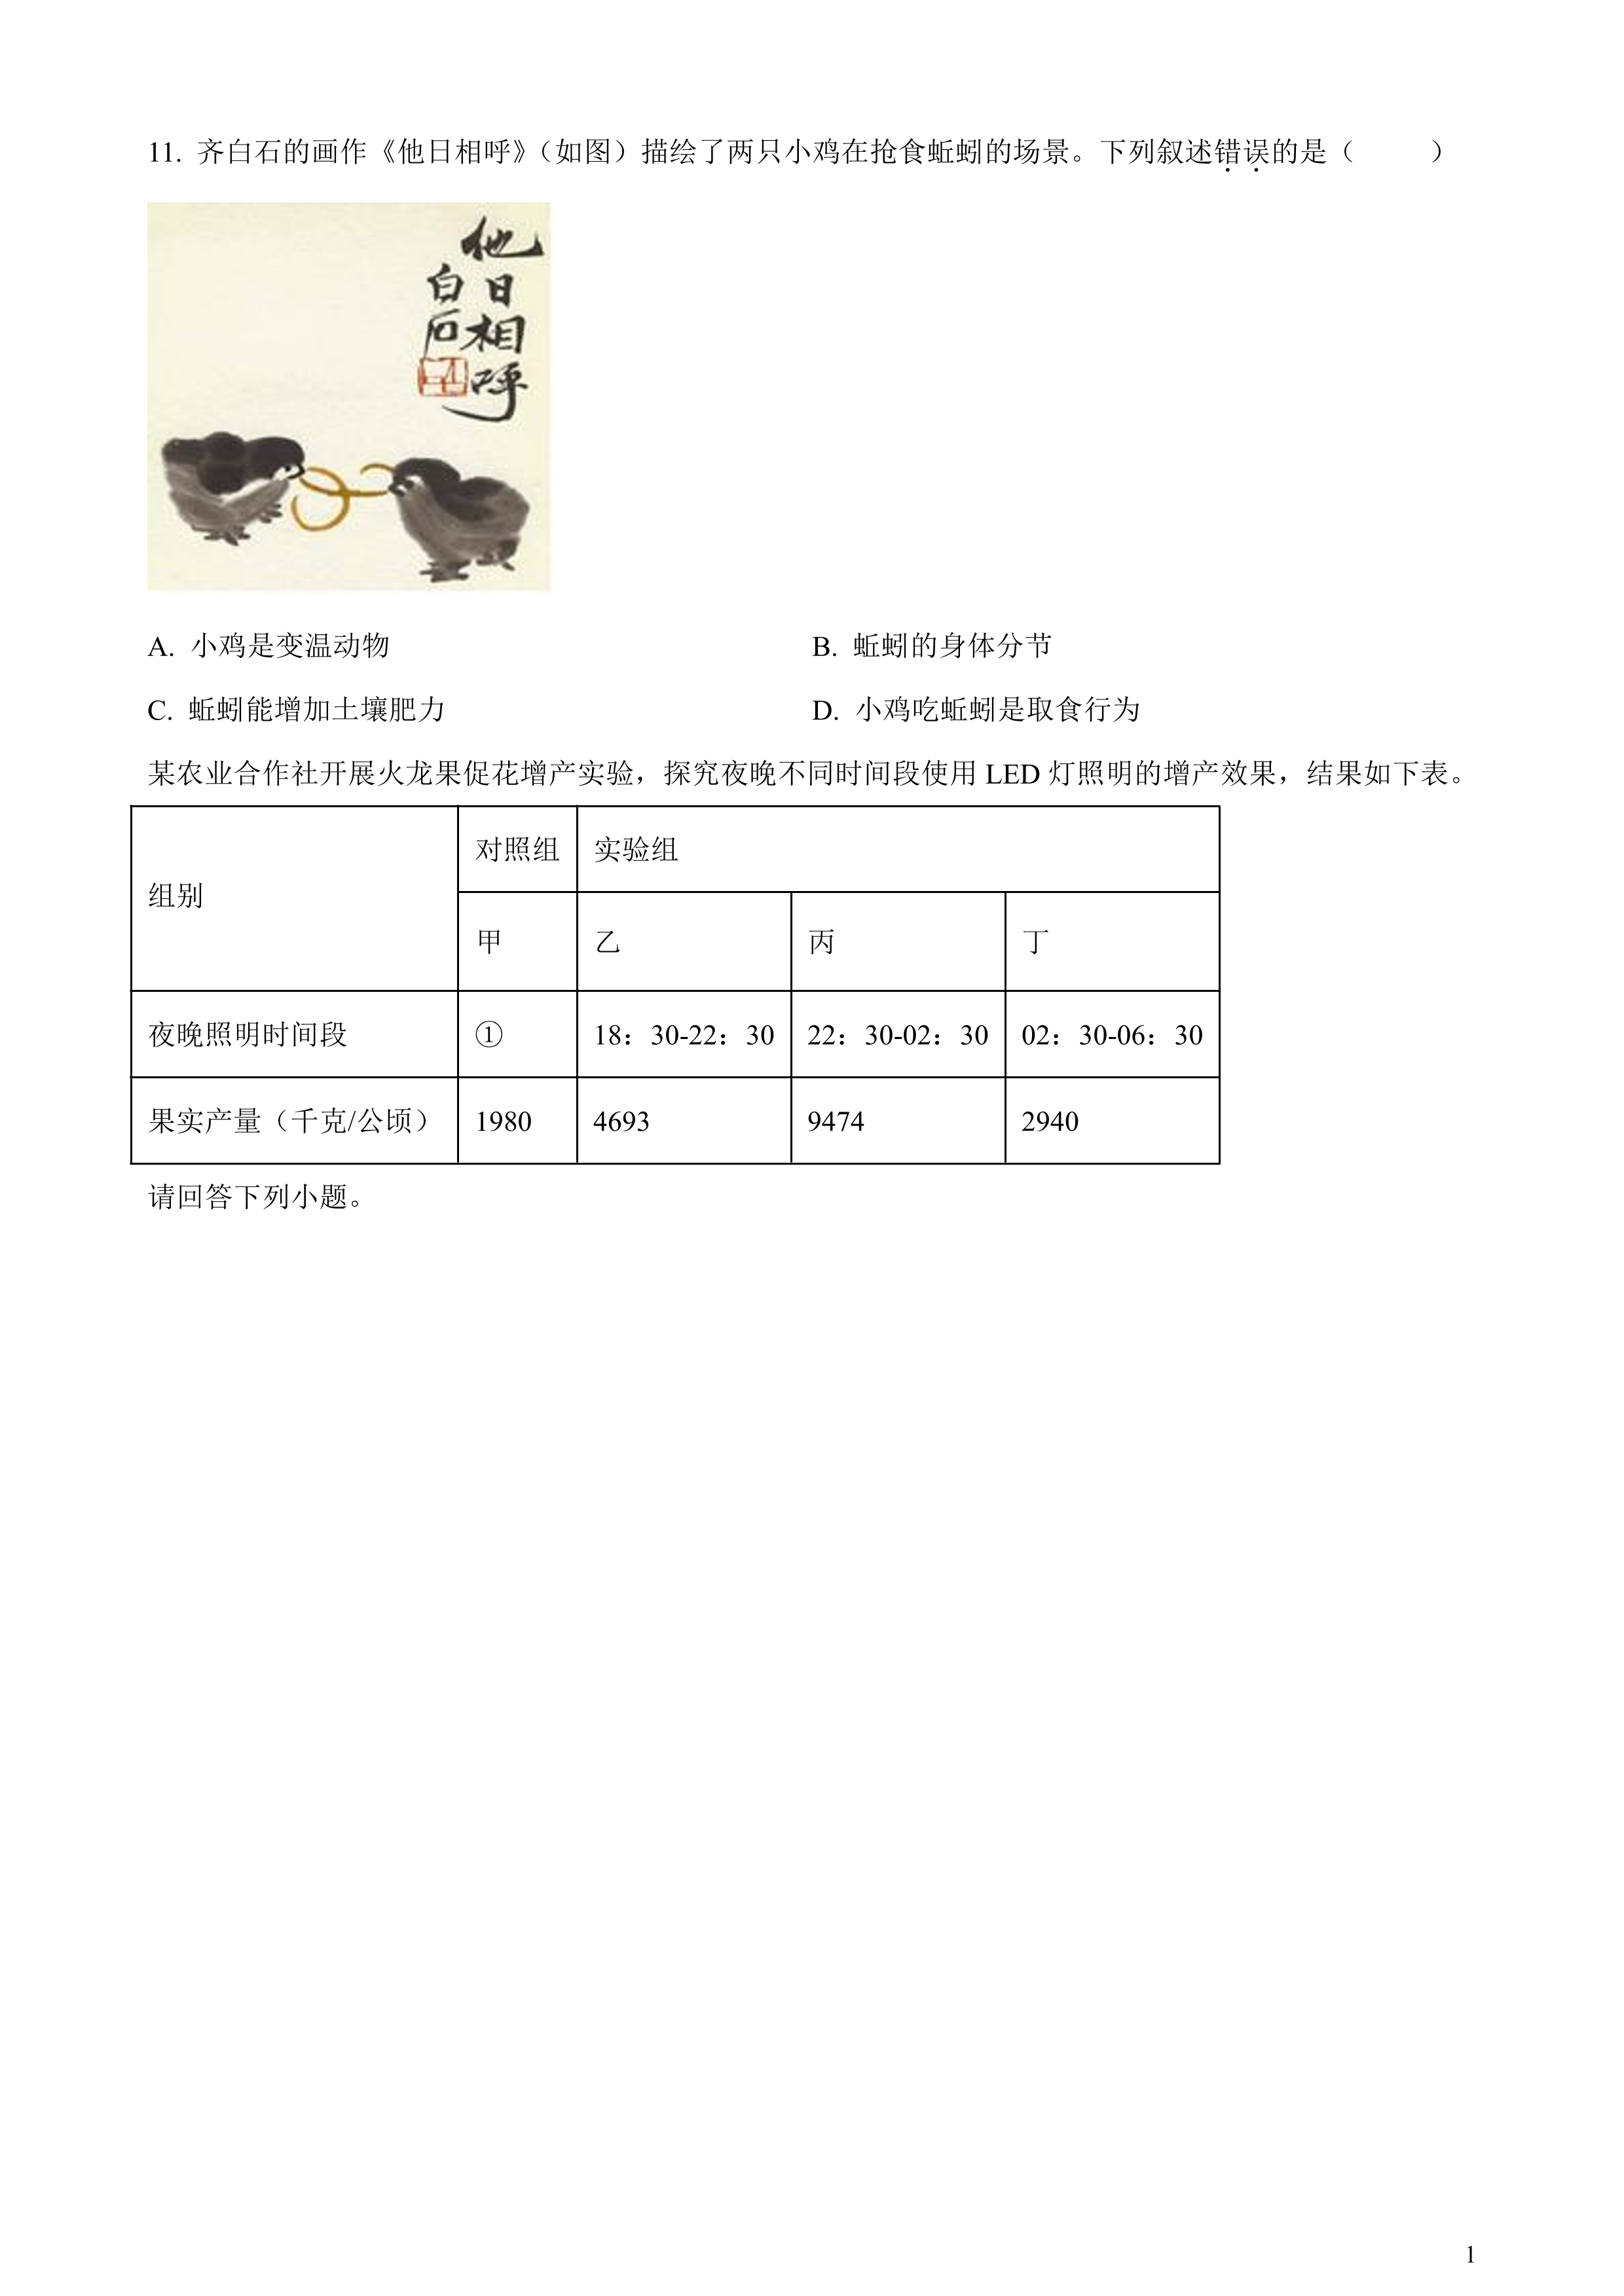 11. 齐白石的画作《他日相呼》（如图）描绘了两只小鸡在抢食蚯蚓的场景。下列叙述错误的是（　　）
他日相呼
白石
A. 小鸡是变温动物
B. 蚯蚓的身体分节
C. 蚯蚓能增加土壤肥力
D. 小鸡吃蚯蚓是取食行为
某农业合作社开展火龙果促花增产实验，探究夜晚不同时间段使用 LED 灯照明的增产效果，结果如下表。
组别
对照组
实验组
甲
乙
丙
丁
夜晚照明时间段
①
18：30-22：30
22：30-02：30
02：30-06：30
果实产量（千克/公顷）
1980
4693
9474
2940
请回答下列小题。
1